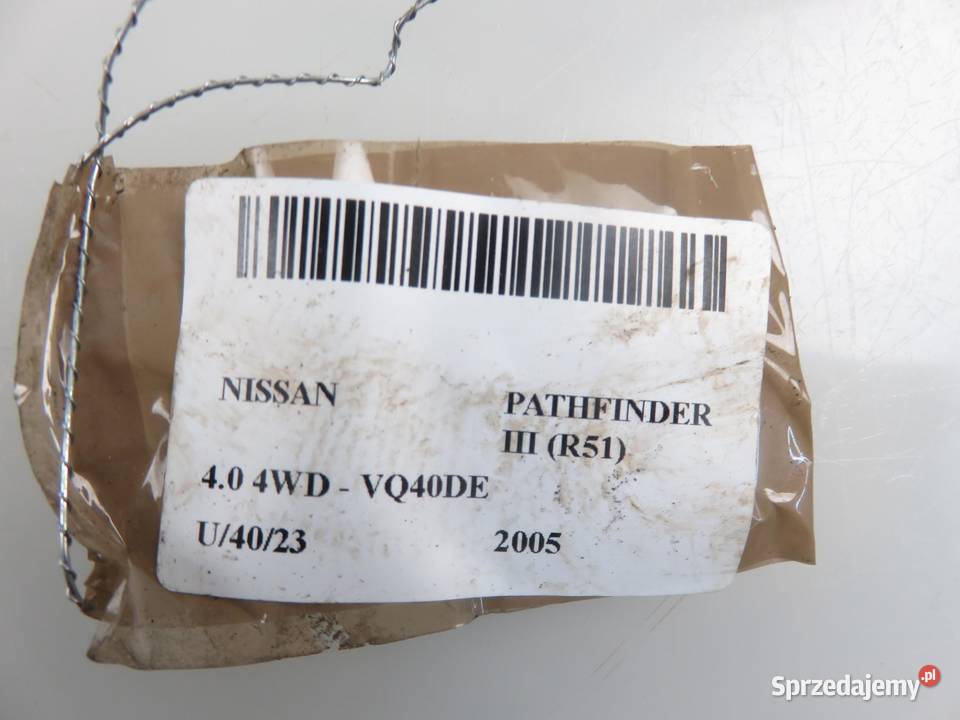 NISSAN
PATHFINDER
III (R51)
4.0 4WD - VQ40DE
U/40/23
2005
Sprzedajemy.pl